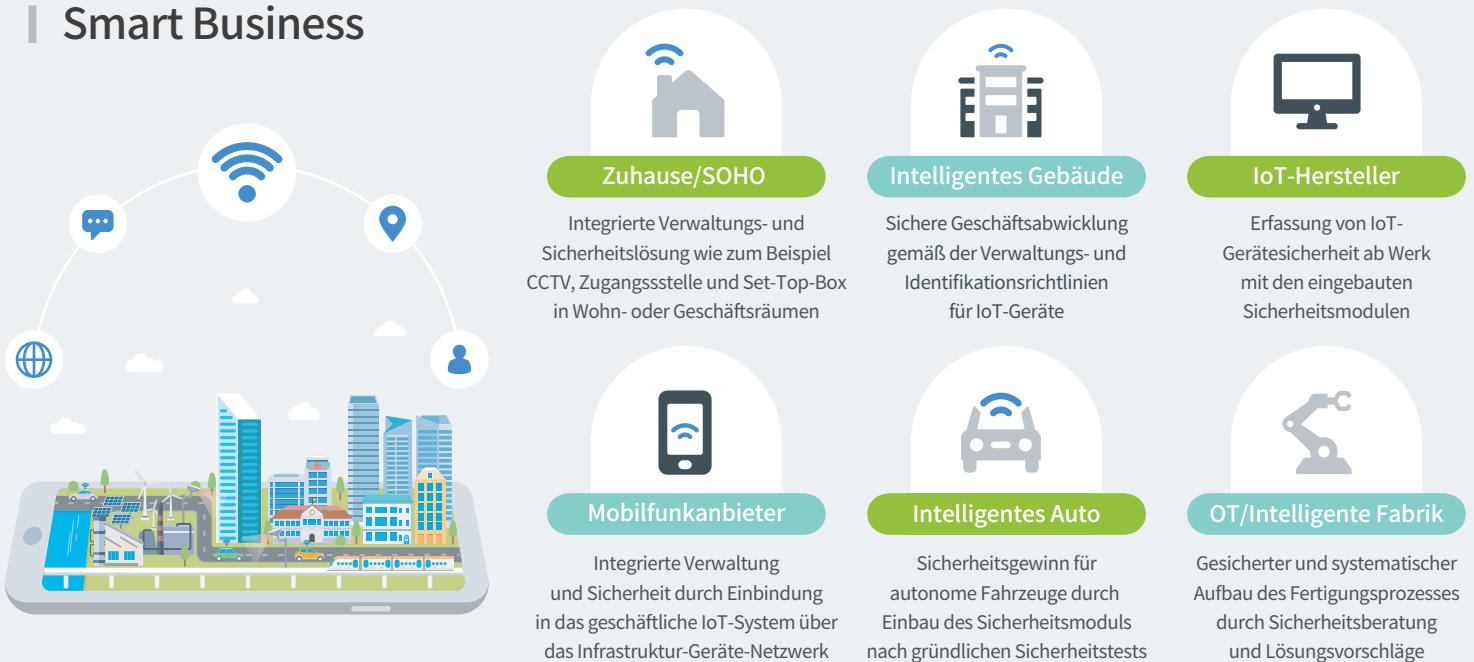 Smart Business
Zuhause/SOHO
Integrierte Verwaltungs- und
Sicherheitslösung wie zum Beispiel
CCTV, Zugangssstelle und Set-Top-Box
in Wohn- oder Geschäftsräumen
Intelligentes Gebäude
Sichere Geschäftsabwicklung
gemäß der Verwaltungs- und
Identifikationsrichtlinien
für IoT-Geräte
IoT-Hersteller
Erfassung von IoT-
Gerätesicherheit ab Werk
mit den eingebauten
Sicherheitsmodulen
Mobilfunkanbieter
Integrierte Verwaltung
und Sicherheit durch Einbindung
in das geschäftliche IoT-System über
das Infrastruktur-Geräte-Netzwerk
Intelligentes Auto
Sicherheitsgewinn für
autonome Fahrzeuge durch
Einbau des Sicherheitsmoduls
nach gründlichen Sicherheitstests
OT/Intelligente Fabrik
Gesicherter und systematischer
Aufbau des Fertigungsprozesses
durch Sicherheitsberatung
und Lösungsvorschläge